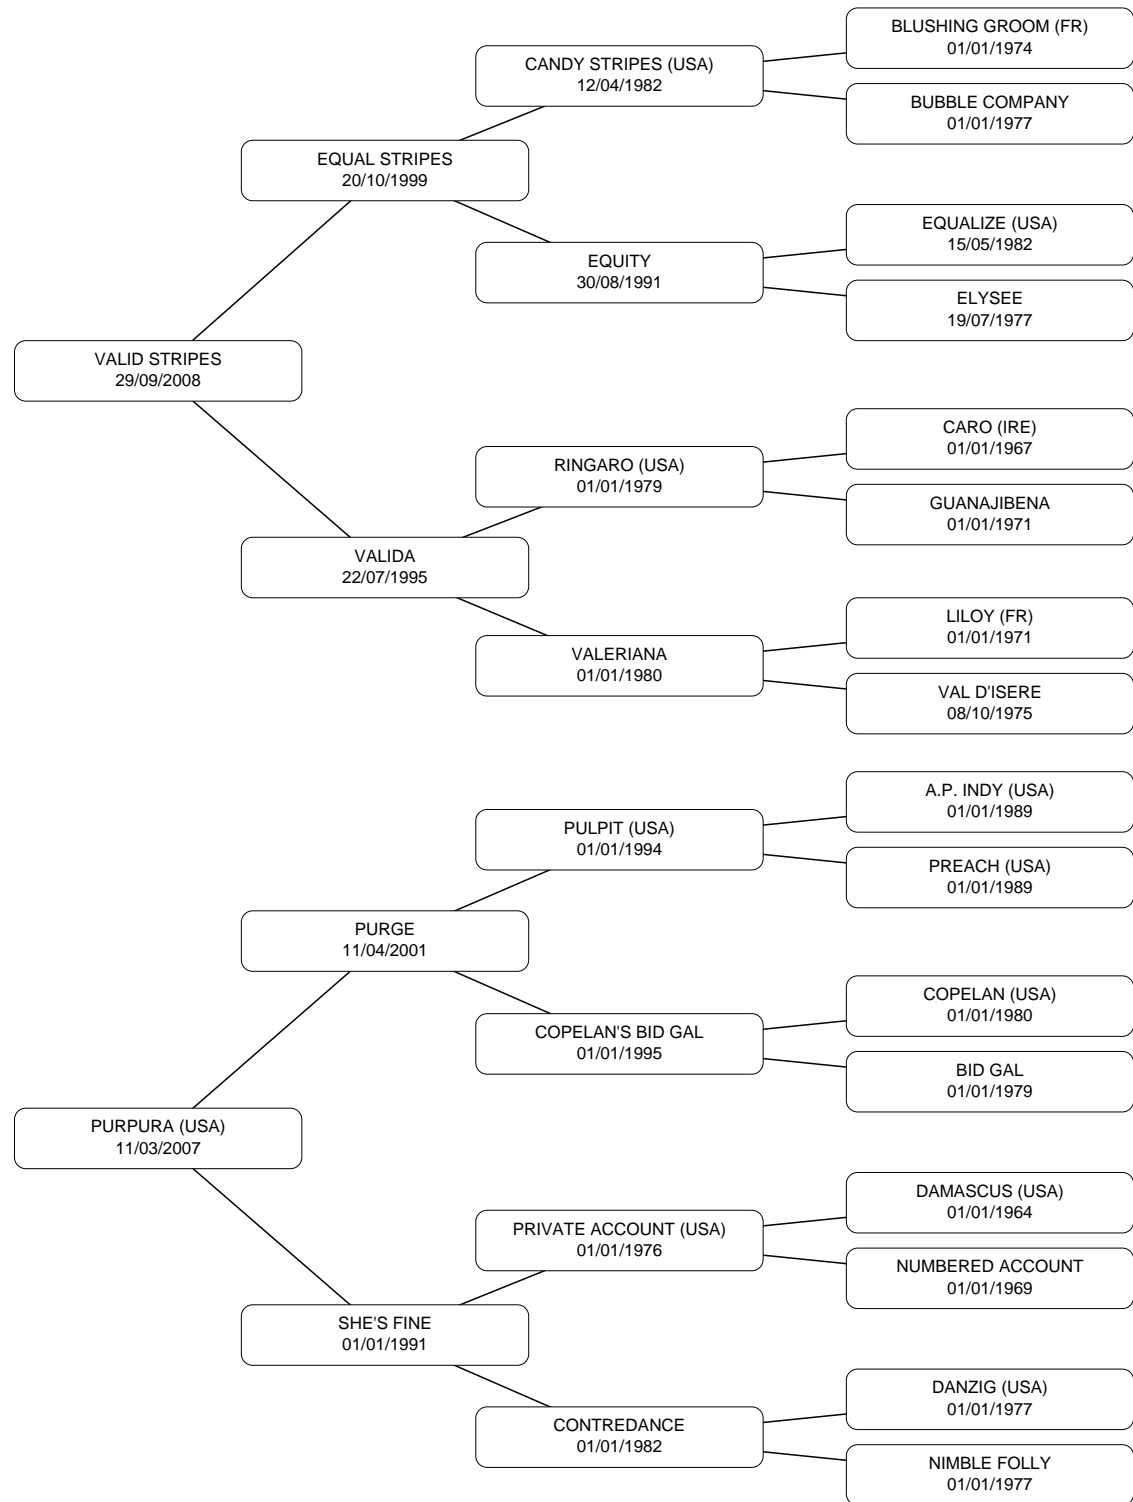 BLUSHING GROOM (FR)
01/01/1974
CANDY STRIPES (USA)
12/04/1982
BUBBLE COMPANY
01/01/1977
EQUAL STRIPES
20/10/1999
EQUALIZE (USA)
15/05/1982
EQUITY
30/08/1991
ELYSEE
19/07/1977
VALID STRIPES
29/09/2008
CARO (IRE)
01/01/1967
RINGARO (USA)
01/01/1979
GUANAJIBENA
01/01/1971
VALIDA
22/07/1995
LILOY (FR)
01/01/1971
VALERIANA
01/01/1980
VAL D'ISERE
08/10/1975
A.P. INDY (USA)
01/01/1989
PULPIT (USA)
01/01/1994
PREACH (USA)
01/01/1989
PURGE
11/04/2001
COPELAN (USA)
01/01/1980
COPELAN'S BID GAL
01/01/1995
BID GAL
01/01/1979
PURPURA (USA)
11/03/2007
DAMASCUS (USA)
01/01/1964
PRIVATE ACCOUNT (USA)
01/01/1976
NUMBERED ACCOUNT
01/01/1969
SHE'S FINE
01/01/1991
DANZIG (USA)
01/01/1977
CONTREDANCE
01/01/1982
NIMBLE FOLLY
01/01/1977